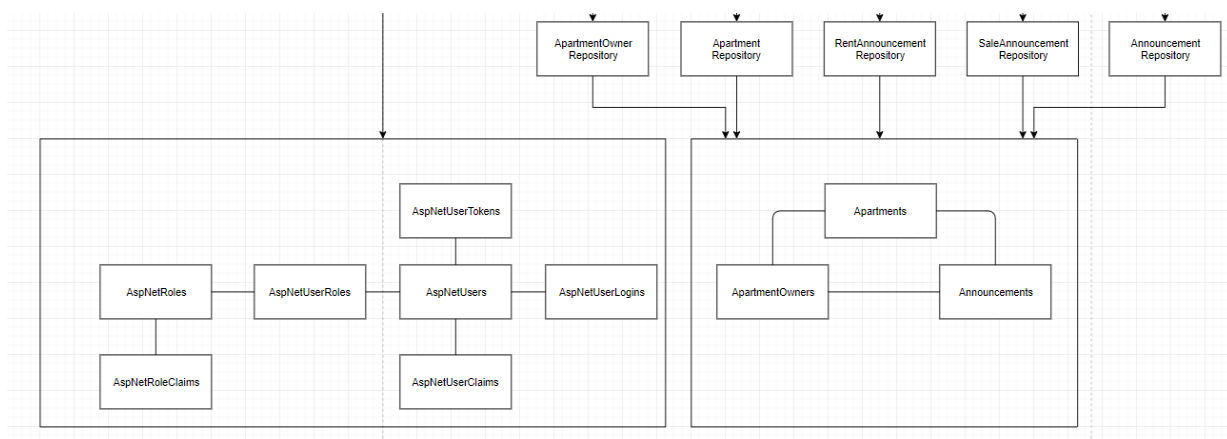 ApartmentOwner
Repository
Apartment
Repository
RentAnnouncement
Repository
SaleAnnouncement
Repository
Announcement
Repository
AspNetUserTokens
Apartments
AspNetRoles
AspNetUserRoles
AspNetUsers
AspNetUserLogins
ApartmentOwners
Announcements
AspNetRoleClaims
AspNetUserClaims